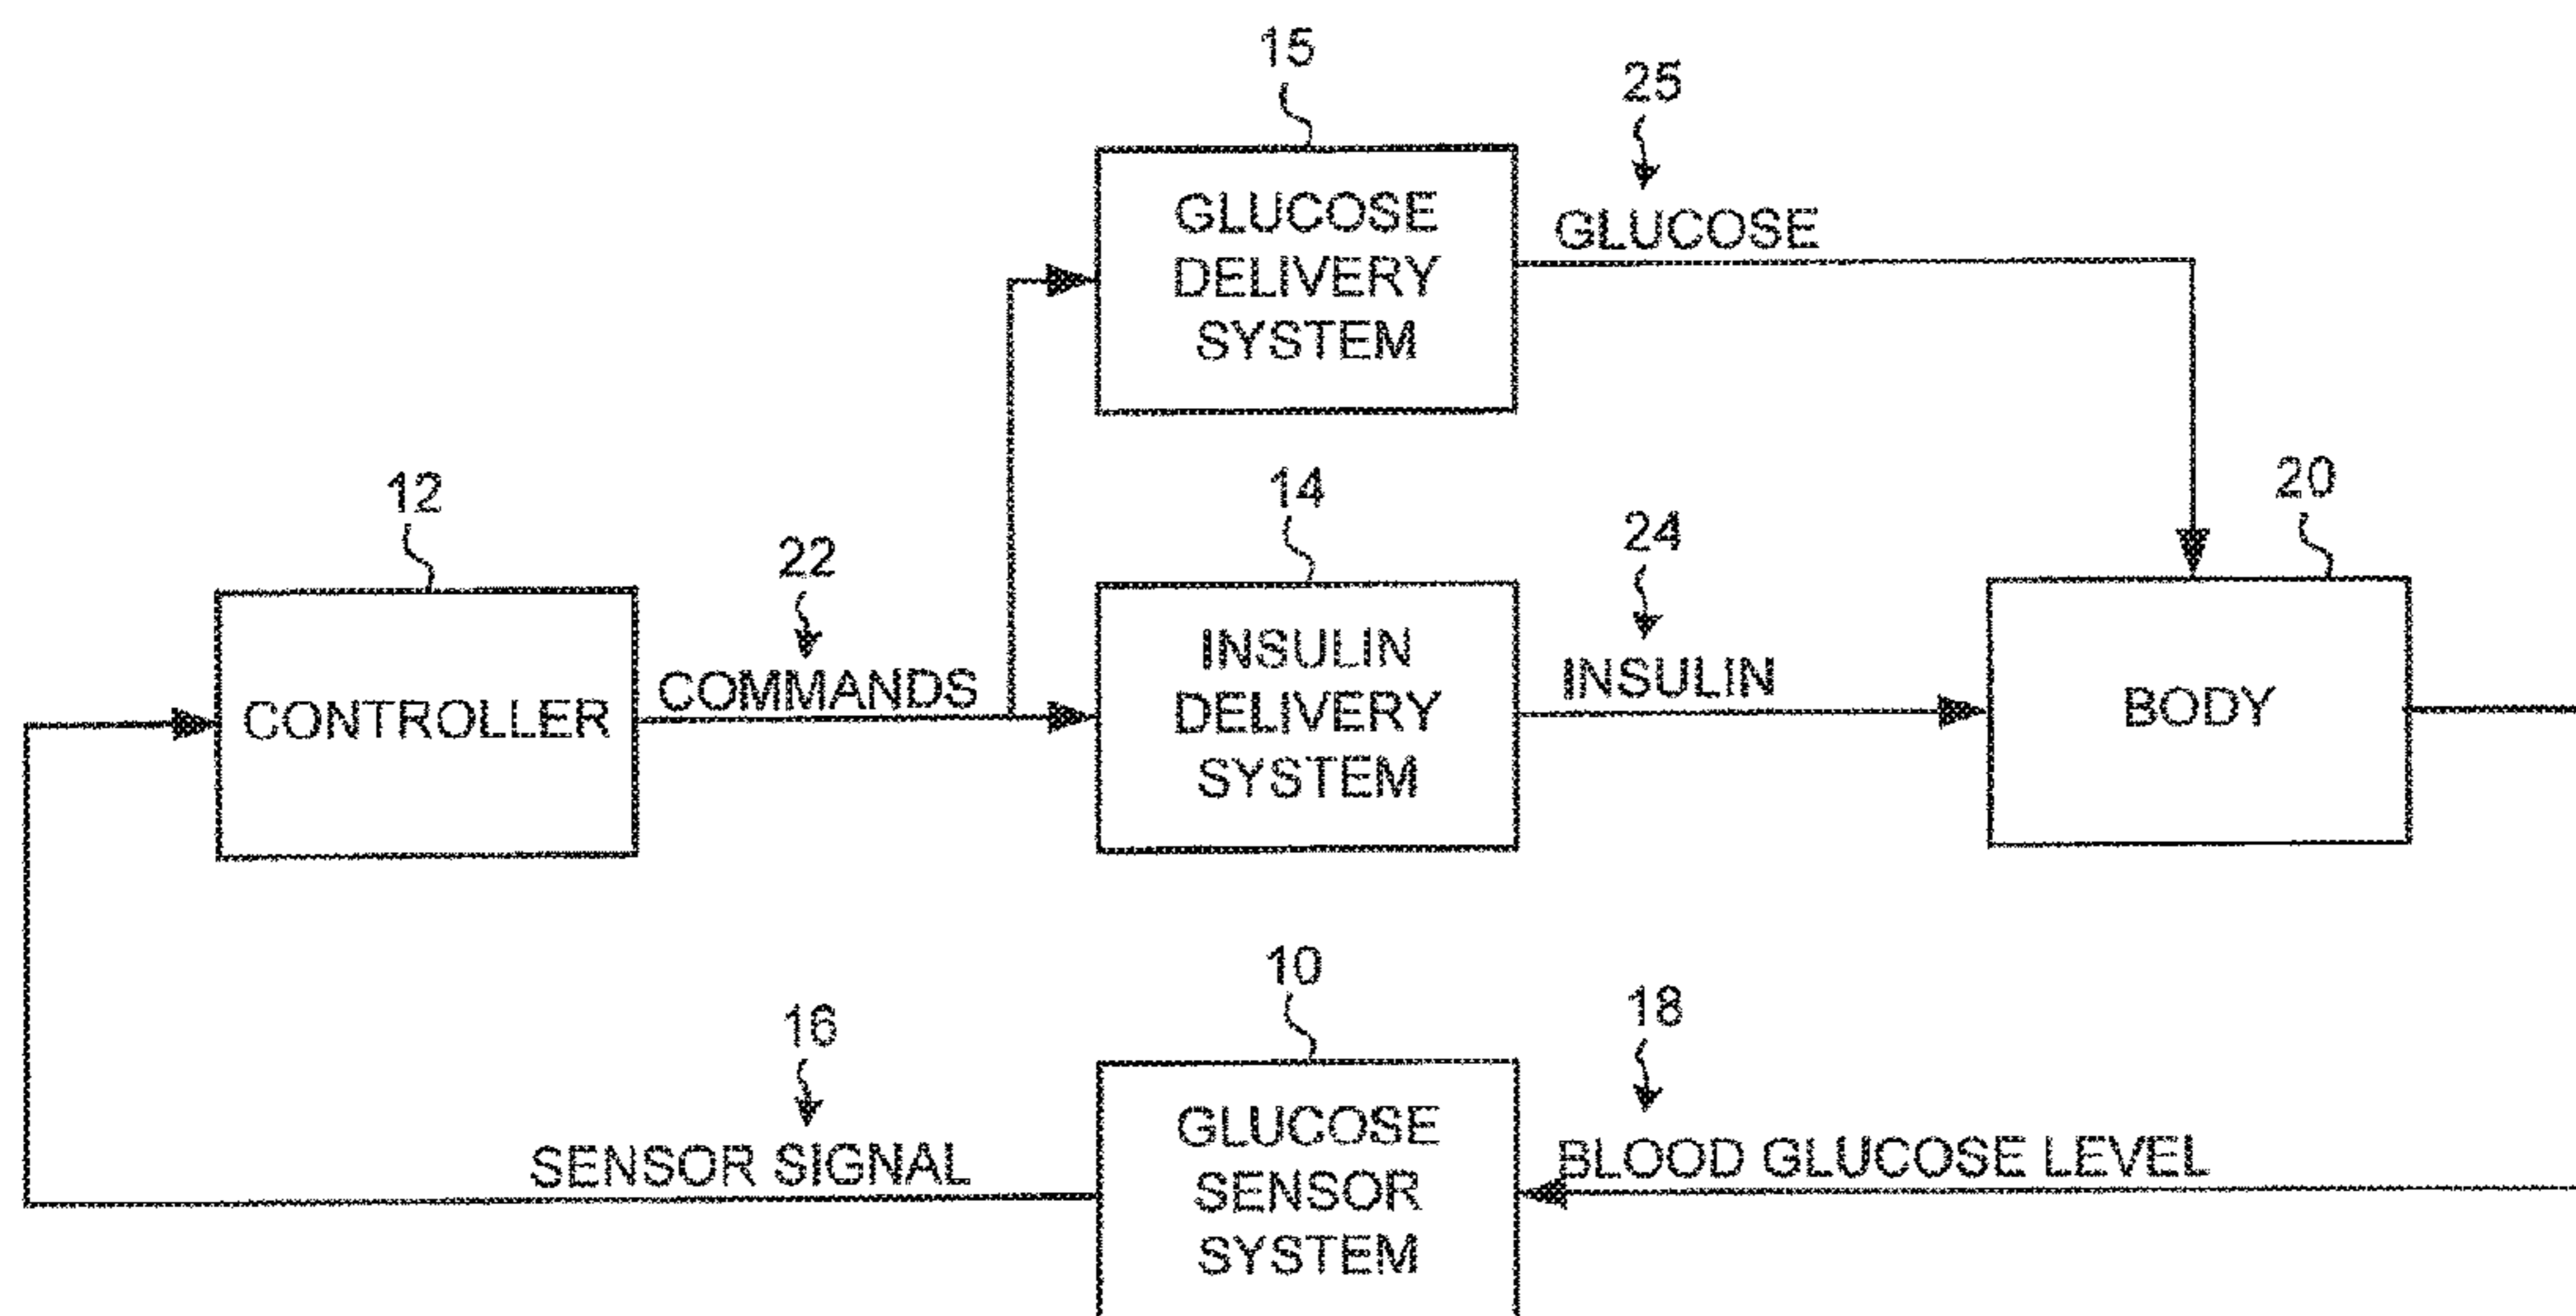 15
25
GLUCOSE
DELIVERY
SYSTEM
GLUCOSE
12
22
14
24
20
CONTROLLER
COMMANDS
INSULIN
DELIVERY
SYSTEM
INSULIN
BODY
10
18
16
SENSOR SIGNAL
GLUCOSE
SENSOR
SYSTEM
BLOOD GLUCOSE LEVEL